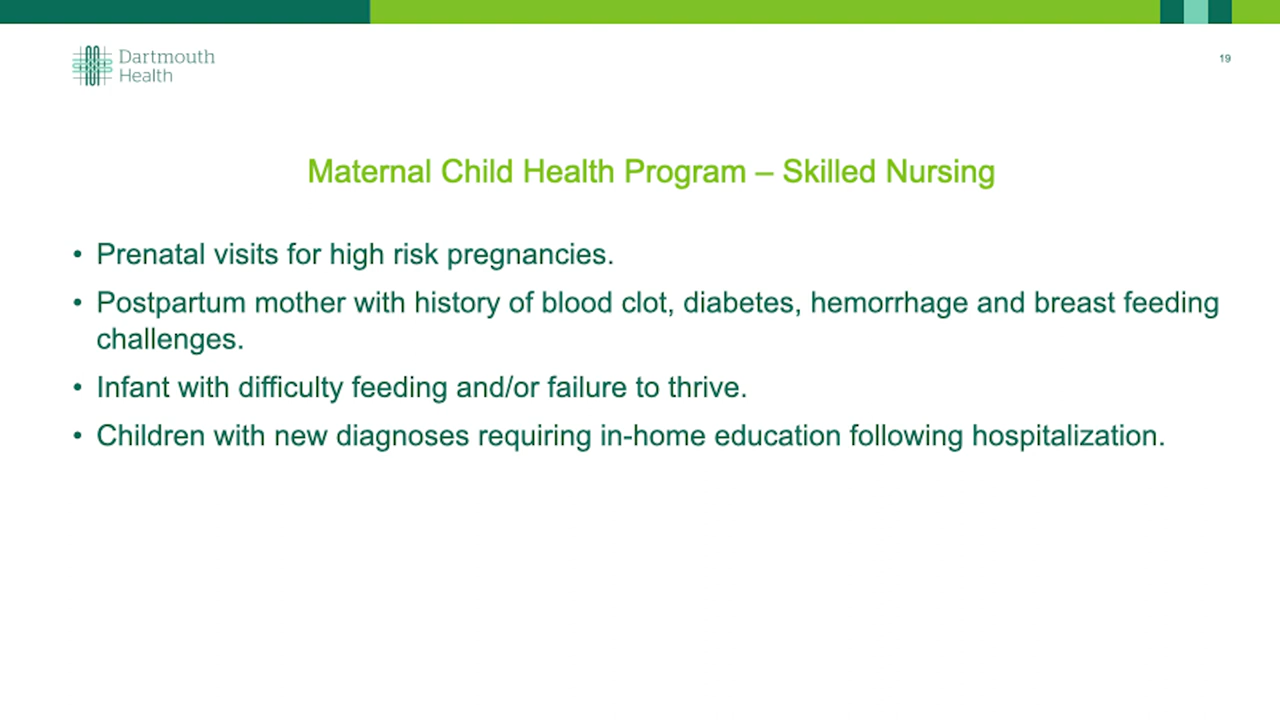 Dartmouth
Health
19
Maternal Child Health Program – Skilled Nursing
• Prenatal visits for high risk pregnancies.
• Postpartum mother with history of blood clot, diabetes, hemorrhage and breast feeding
challenges.
• Infant with difficulty feeding and/or failure to thrive.
• Children with new diagnoses requiring in-home education following hospitalization.